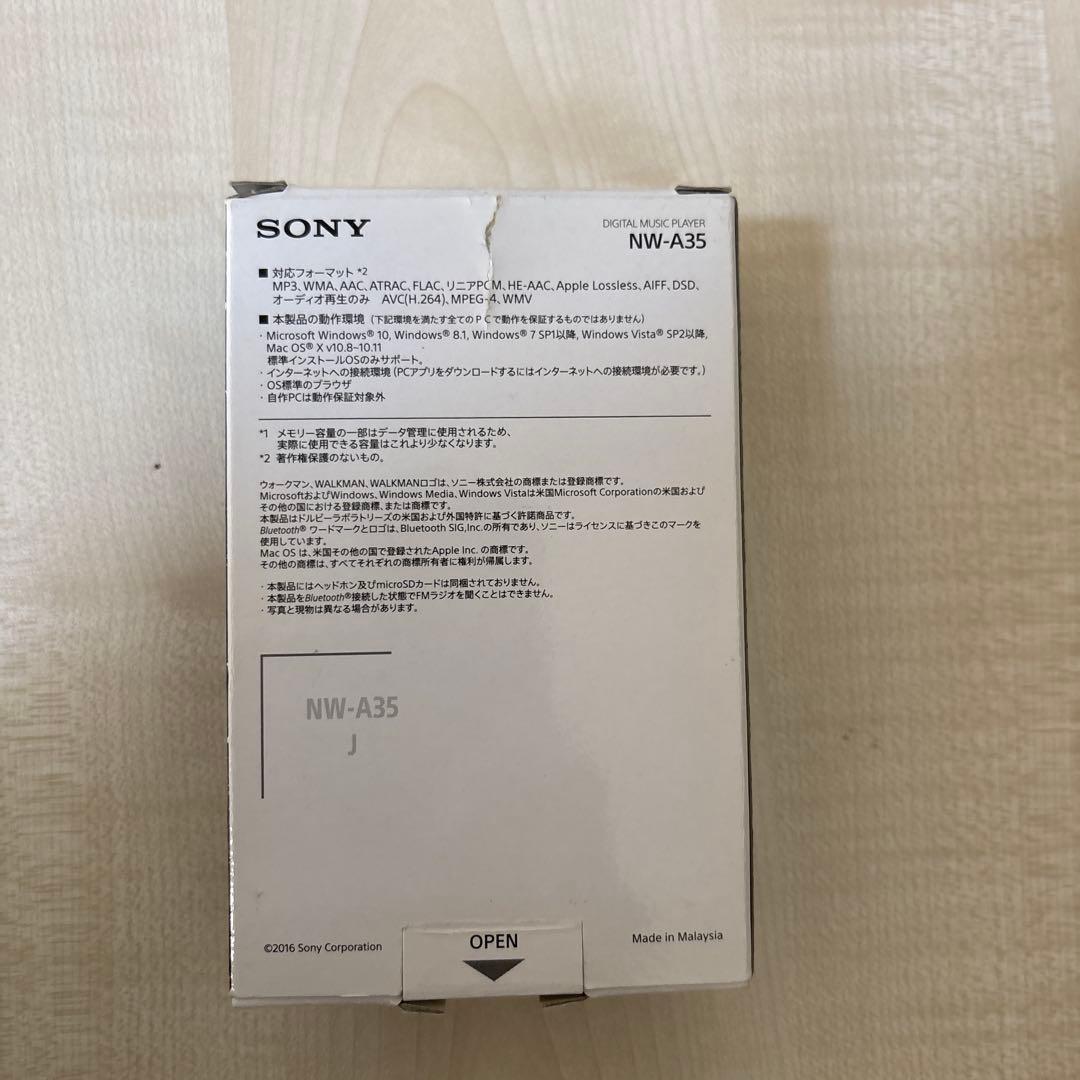 SONY
DIGITAL MUSIC PLAYER
NW-A35
■ 対応フォーマット *2
MP3、WMA、AAC、ATRAC、FLAC、リニアPCM、HE-AAC、Apple Lossless、AIFF、DSD、
オーディオ再生のみ AVC(H.264)、MPEG-4、WMV
■ 本製品の動作環境（下記環境を満たす全てのＰＣで動作を保証するものではありません）
・Microsoft Windows® 10, Windows® 8.1, Windows® 7 SP1以降, Windows Vista® SP2以降,
Mac OS® X v10.8~10.11
標準インストールOSのみサポート。
・インターネットへの接続環境（PCアプリをダウンロードするにはインターネットへの接続環境が必要です。）
・OS標準のブラウザ
・自作PCは動作保証対象外
*1 メモリー容量の一部はデータ管理に使用されるため、
実際に使用できる容量はこれより少なくなります。
*2 著作権保護のないもの。
ウォークマン、WALKMAN、WALKMANロゴは、ソニー株式会社の商標または登録商標です。
MicrosoftおよびWindows、Windows Media、Windows Vistaは米国Microsoft Corporationの米国および
その他の国における登録商標、または商標です。
本製品はドルビーラボラトリーズの米国および外国特許に基づく許諾商品です。
Bluetooth® ワードマークとロゴは、Bluetooth SIG,Inc.の所有であり、ソニーはライセンスに基づきこのマークを
使用しています。
Mac OS は、米国その他の国で登録されたApple Inc. の商標です。
その他の商標は、すべてそれぞれの商標所有者に権利が帰属します。
・本製品にはヘッドホン及びmicroSDカードは同梱されておりません。
・本製品をBluetooth®接続した状態でFMラジオを聞くことはできません。
・写真と現物は異なる場合があります。
NW-A35
J
©2016 Sony Corporation
OPEN
Made in Malaysia